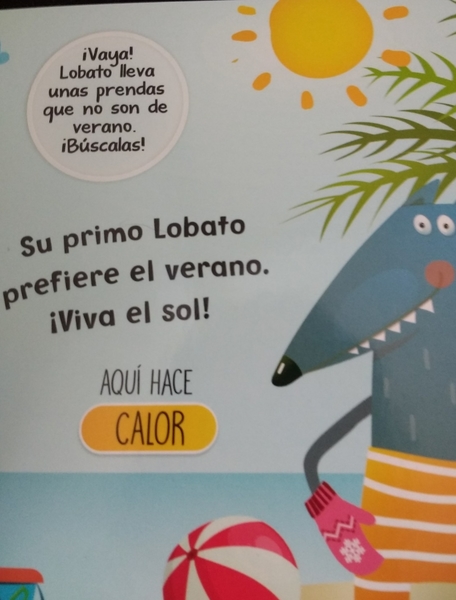 ¡Vaya!
Lobato lleva
unas prendas
que no son de
verano.
¡Búscalas!
Su primo Lobato
prefiere el verano.
¡Viva el sol!
AQUÍ HACE
CALOR